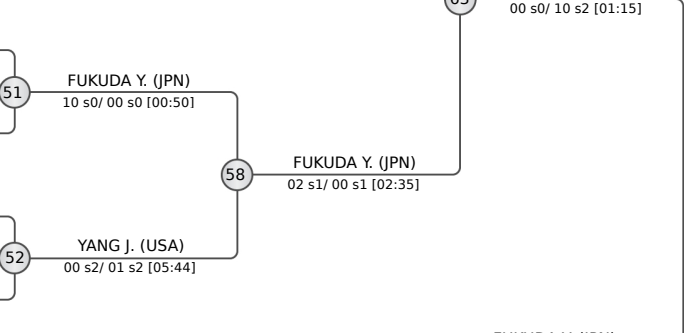 00 s0/ 10 s2 [01:15]
51
FUKUDA Y. (JPN)
10 s0/ 00 s0 [00:50]
58
FUKUDA Y. (JPN)
02 s1/ 00 s1 [02:35]
52
YANG J. (USA)
00 s2/ 01 s2 [05:44]